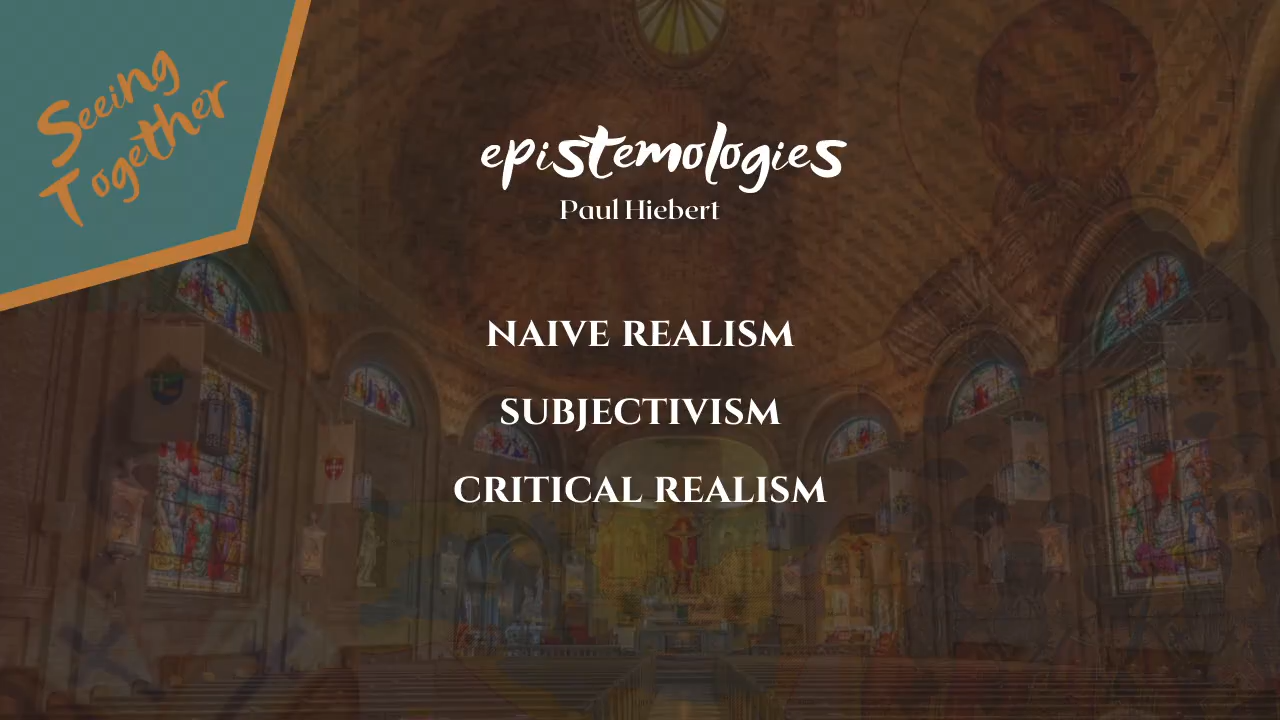 Seeing
Together
epistemologies
Paul Hiebert
NAIVE REALISM
SUBJECTIVISM
CRITICAL REALISM